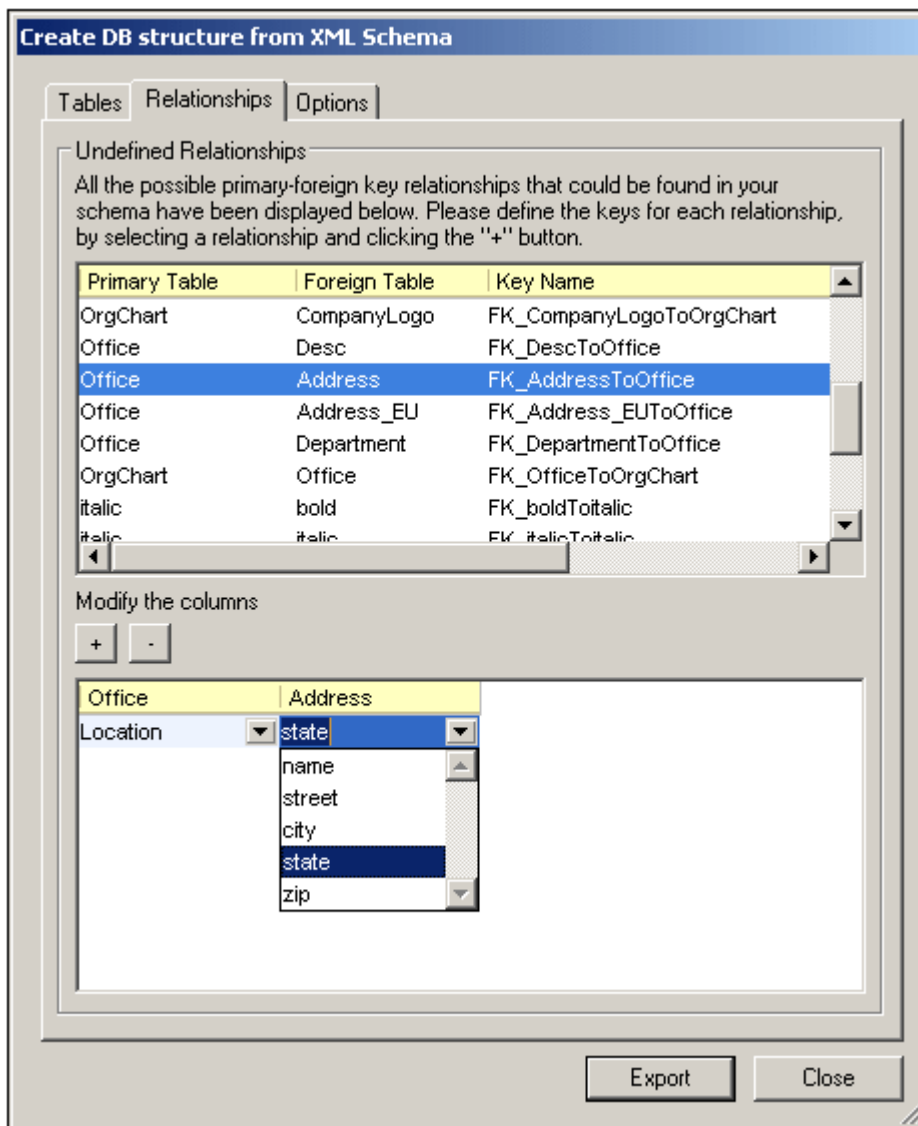 Create DB structure from XML Schema
Tables Relationships Options
Undefined Relationships
All the possible primary-foreign key relationships that could be found in your
schema have been displayed below. Please define the keys for each relationship,
by selecting a relationship and clicking the "+" button.
Primary Table Foreign Table Key Name
OrgChart CompanyLogo FK_CompanyLogoToOrgChart
Office Desc FK_DescToOffice
Office Address FK_AddressToOffice
Office Address_EU FK_Address_EUToOffice
Office Department FK_DepartmentToOffice
OrgChart Office FK_OfficeToOrgChart
italic bold FK_boldToitalic
italic italic FK_italicToitalic
Modify the columns
+ -
Office Address
Location state
name
street
city
state
zip
Export Close